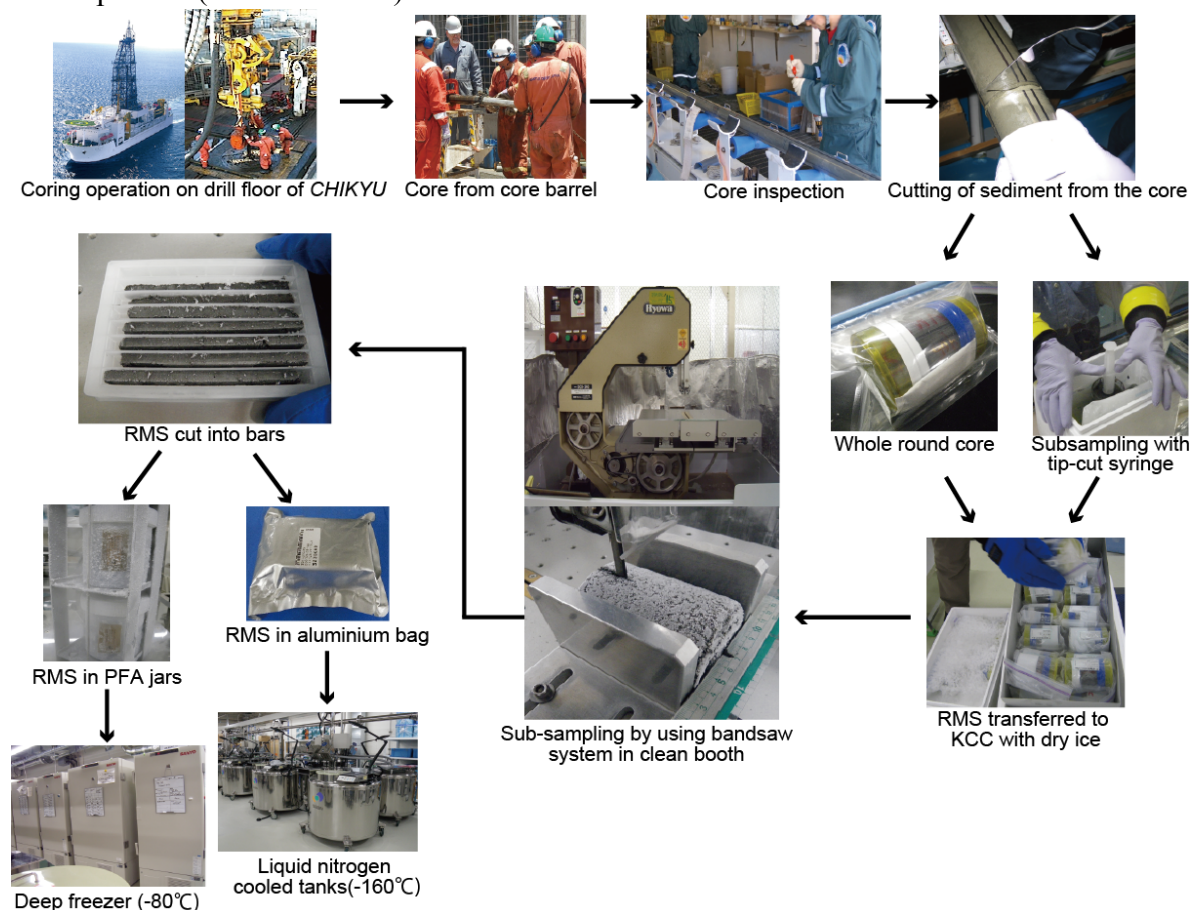 Coring operation on drill floor of CHIKYU
Core from core barrel
Core inspection
Cutting of sediment from the core
Hyowa
RMS cut into bars
Whole round core
Subsampling with
tip-cut syringe
RMS in aluminium bag
RMS in PFA jars
Sub-sampling by using bandsaw
system in clean booth
RMS transferred to
KCC with dry ice
Liquid nitrogen
cooled tanks(-160℃)
Deep freezer (-80℃)